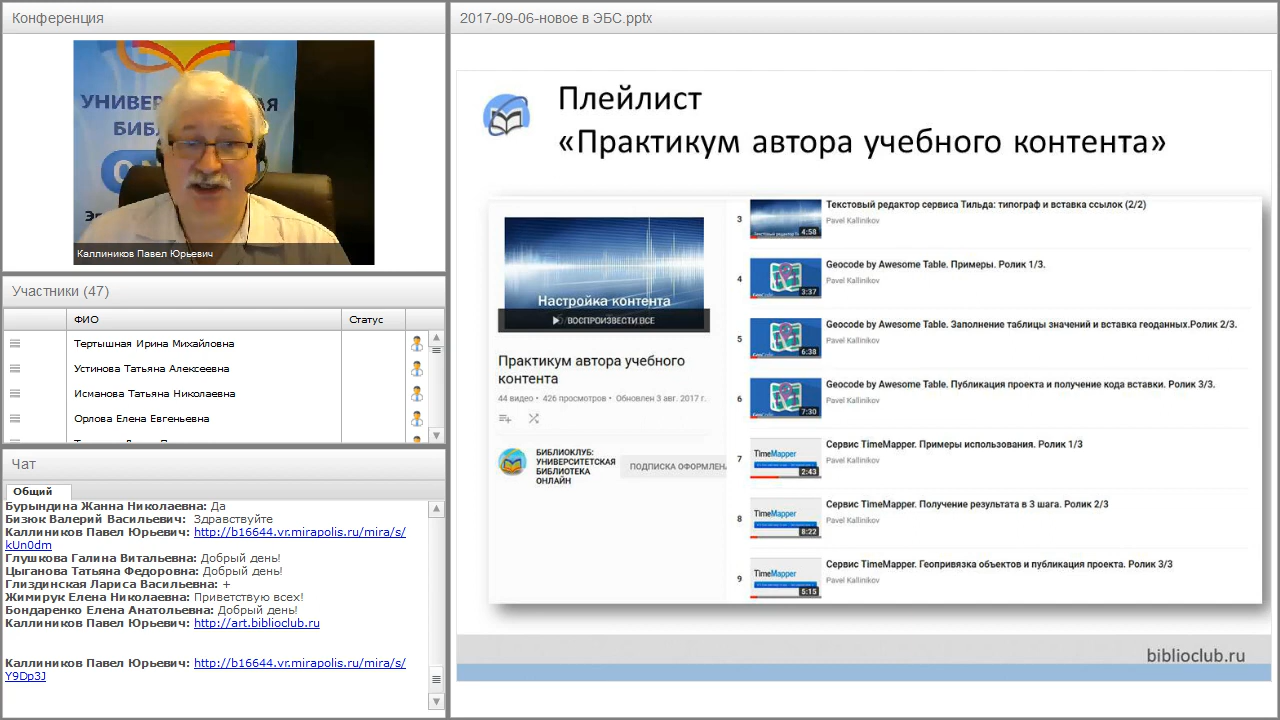 Конференция
УНИВЕР
АЯ
БИБ
Каллиников Павел Юрьевич
Участники (47)
ФИО
Статус
Тертышная Ирина Михайловна
Устинова Татьяна Алексеевна
Исманова Татьяна Николаевна
Орлова Елена Евгеньевна
Чат
Общий
Бурындина Жанна Николаевна: Да
Бизюк Валерий Васильевич: Здравствуйте
Каллиников Павел Юрьевич: http://b16644.vr.mirapolis.ru/mira/s/
kUn0dm
Глушкова Галина Витальевна: Добрый день!
Цыганова Татьяна Федоровна: Добрый день!
Глиздинская Лариса Васильевна: +
Жимирук Елена Николаевна: Приветствую всех!
Бондаренко Елена Анатольевна: Добрый день!
Каллиников Павел Юрьевич: http://art.biblioclub.ru
Каллиников Павел Юрьевич: http://b16644.vr.mirapolis.ru/mira/s/
Y9Dp3J
2017-09-06-новое в ЭБС.pptx
Плейлист
«Практикум автора учебного контента»
Настройка контента
ВОСПРОИЗВЕСТИ ВСЕ
Практикум автора учебного
контента
44 видео • 426 просмотров • Обновлен 3 авг. 2017 г.
БИБЛИОКЛУБ:
УНИВЕРСИТЕТСКАЯ
БИБЛИОТЕКА
ОНЛАЙН
ПОДПИСКА ОФОРМЛЕНА
3
4:58
Текстовый редактор сервиса Тильда: типограф и вставка ссылок (2/2)
Pavel Kallinikov
4
3:37
Geocode by Awesome Table. Примеры. Ролик 1/3.
Pavel Kallinikov
5
6:38
Geocode by Awesome Table. Заполнение таблицы значений и вставка геоданных.Ролик 2/3.
Pavel Kallinikov
6
7:30
Geocode by Awesome Table. Публикация проекта и получение кода вставки. Ролик 3/3.
Pavel Kallinikov
7
TimeMapper
2:43
Сервис TimeMapper. Примеры использования. Ролик 1/3
Pavel Kallinikov
8
TimeMapper
8:22
Сервис TimeMapper. Получение результата в 3 шага. Ролик 2/3
Pavel Kallinikov
9
TimeMapper
5:15
Сервис TimeMapper. Геопривязка объектов и публикация проекта. Ролик 3/3
Pavel Kallinikov
biblioclub.ru